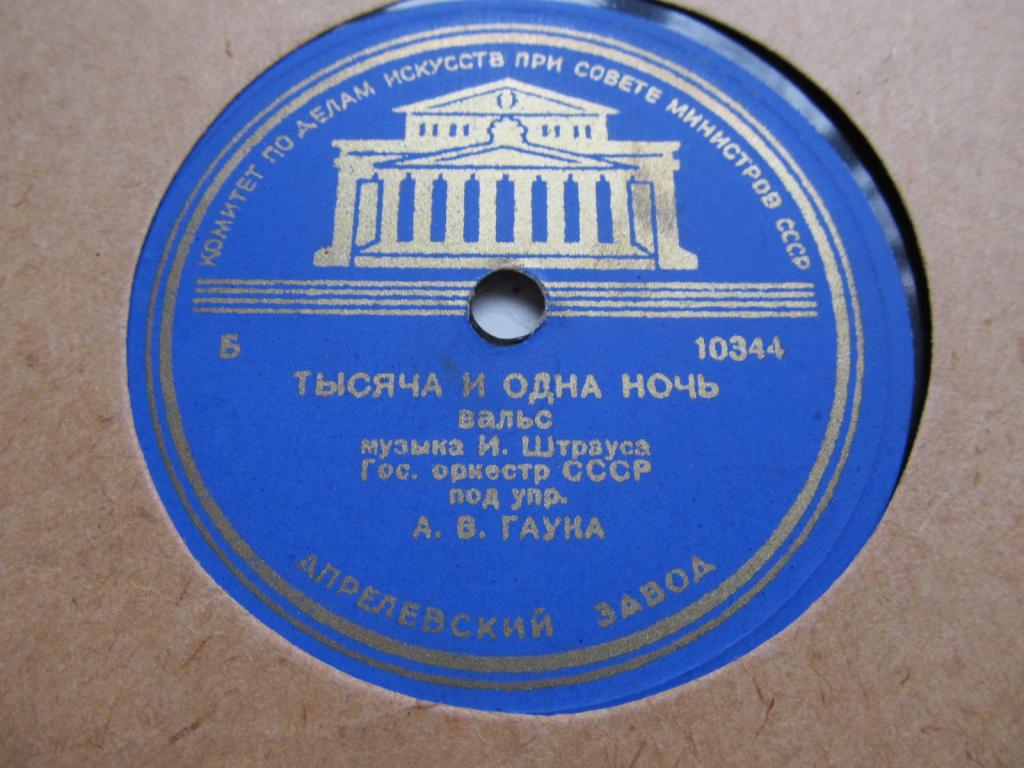 КОМИТЕТ ПО ДЕЛАМ ИСКУССТВ ПРИ СОВЕТЕ МИНИСТРОВ СССР
Б 10344
ТЫСЯЧА И ОДНА НОЧЬ
вальс
музыка И. Штрауса
Гос. оркестр СССР
под упр.
А. В. ГАУКА
АПРЕЛЕВСКИЙ ЗАВОД